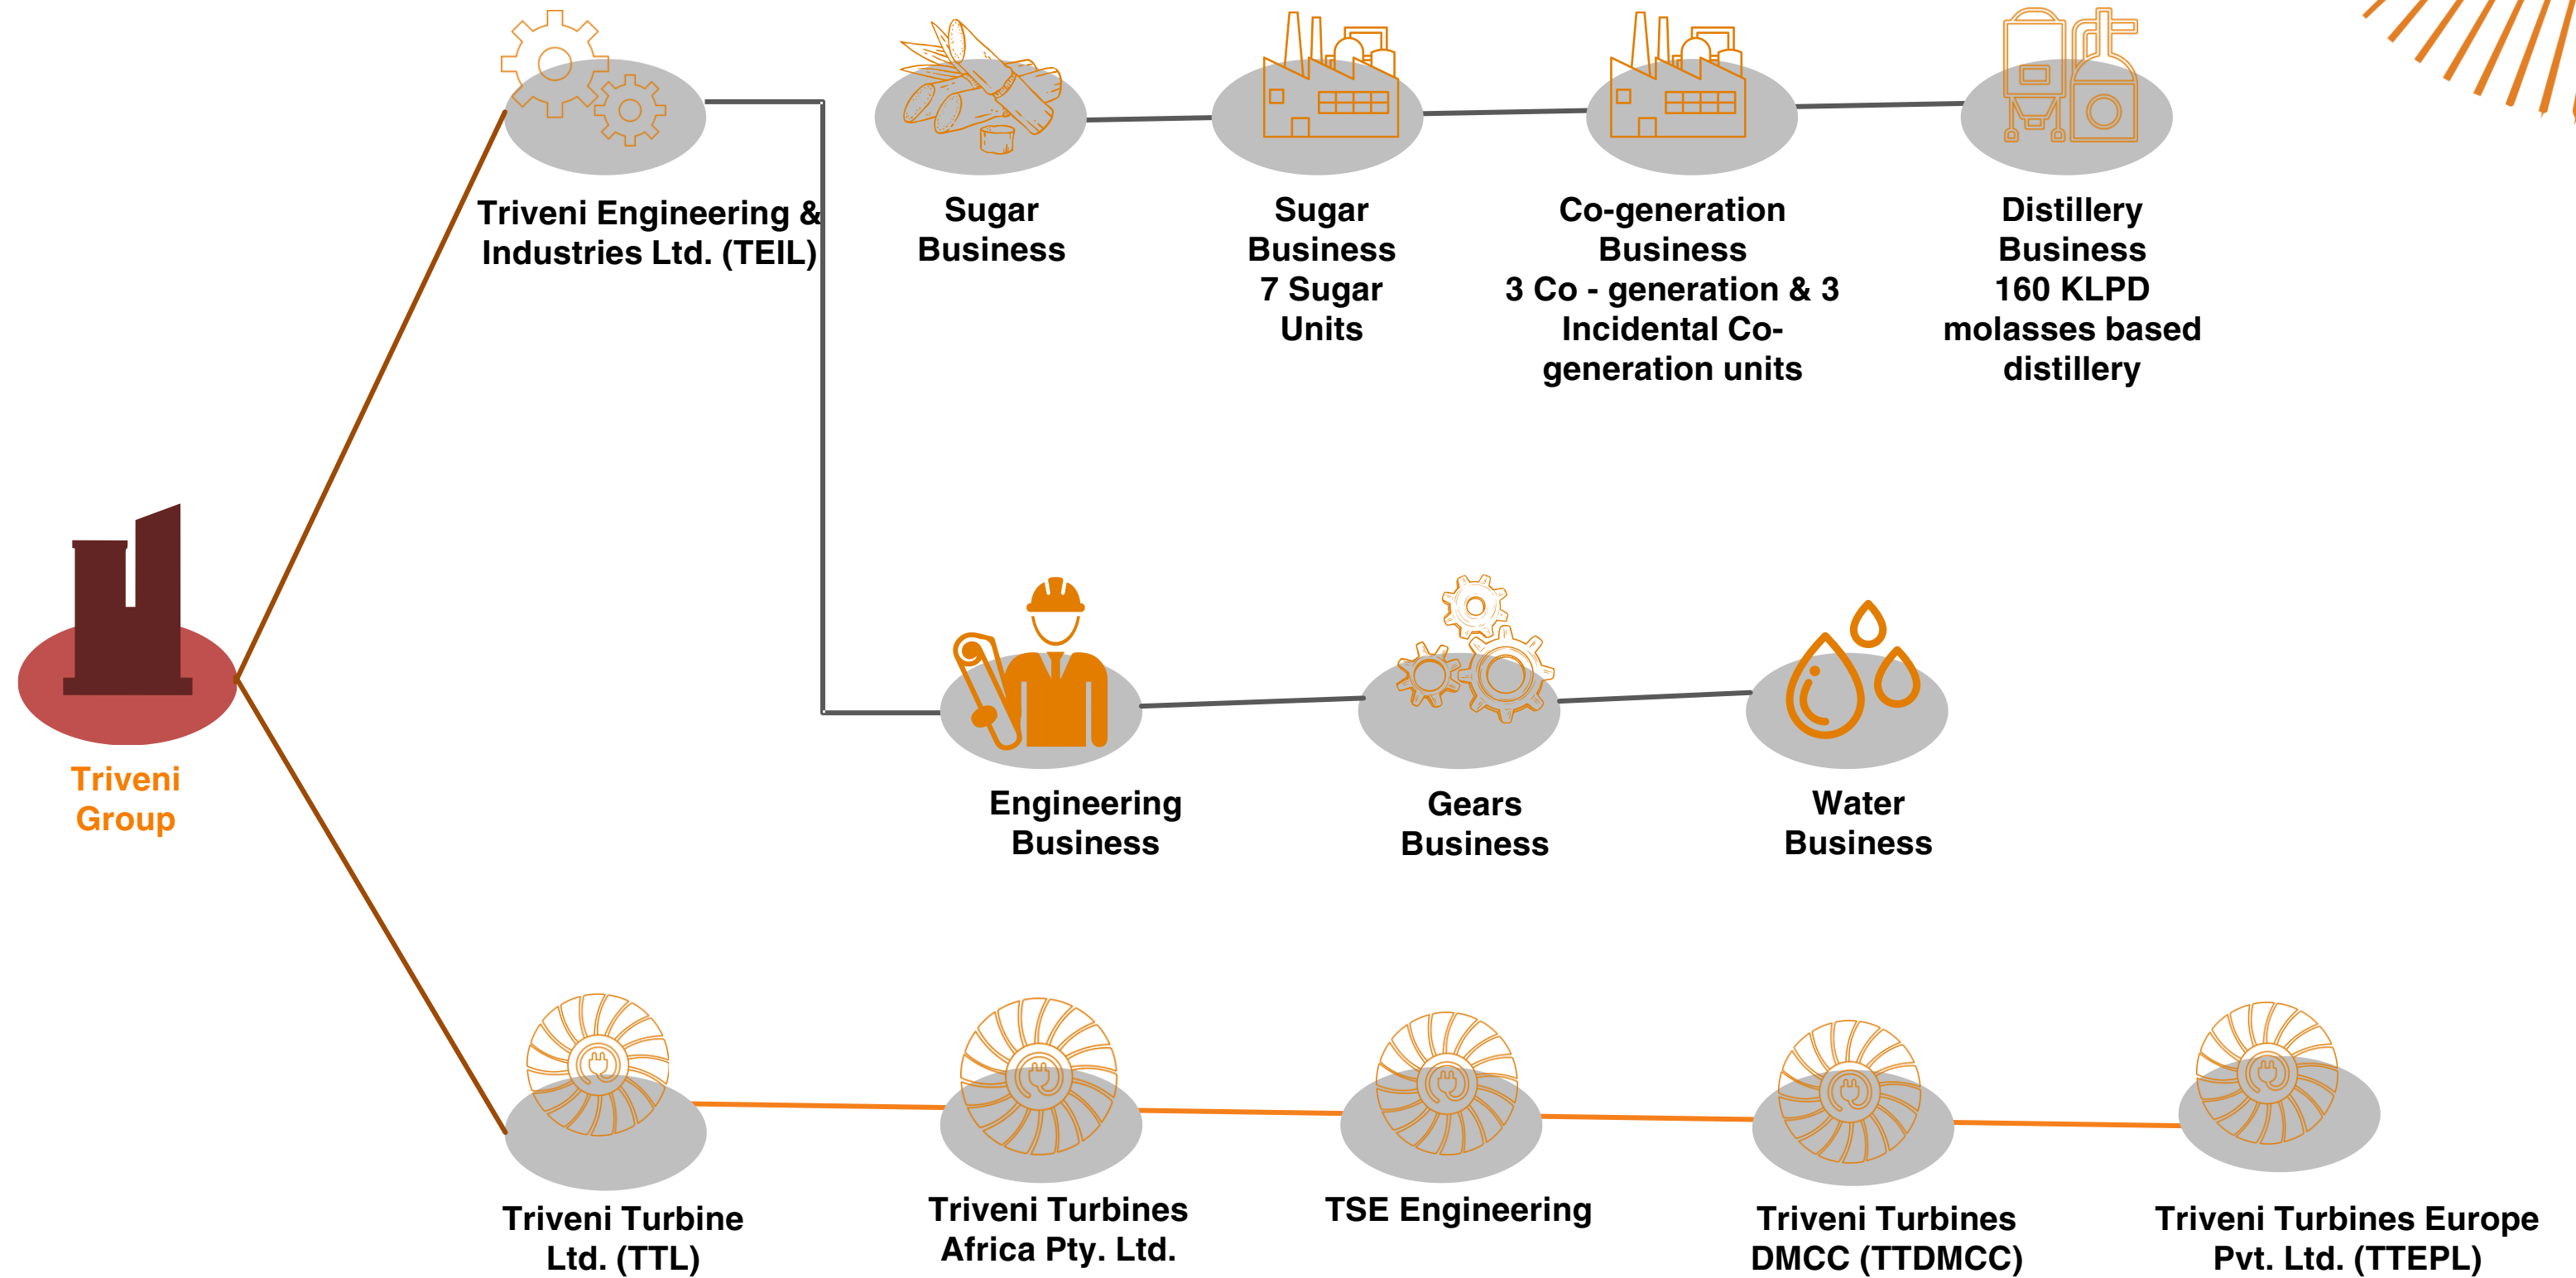 Triveni Engineering &
Industries Ltd. (TEIL)
Sugar
Business
Sugar
Business
7 Sugar
Units
Co-generation
Business
3 Co - generation & 3
Incidental Co-
generation units
Distillery
Business
160 KLPD
molasses based
distillery
Triveni
Group
Engineering
Business
Gears
Business
Water
Business
Triveni Turbine
Ltd. (TTL)
Triveni Turbines
Africa Pty. Ltd.
TSE Engineering
Triveni Turbines
DMCC (TTDMCC)
Triveni Turbines Europe
Pvt. Ltd. (TTEPL)